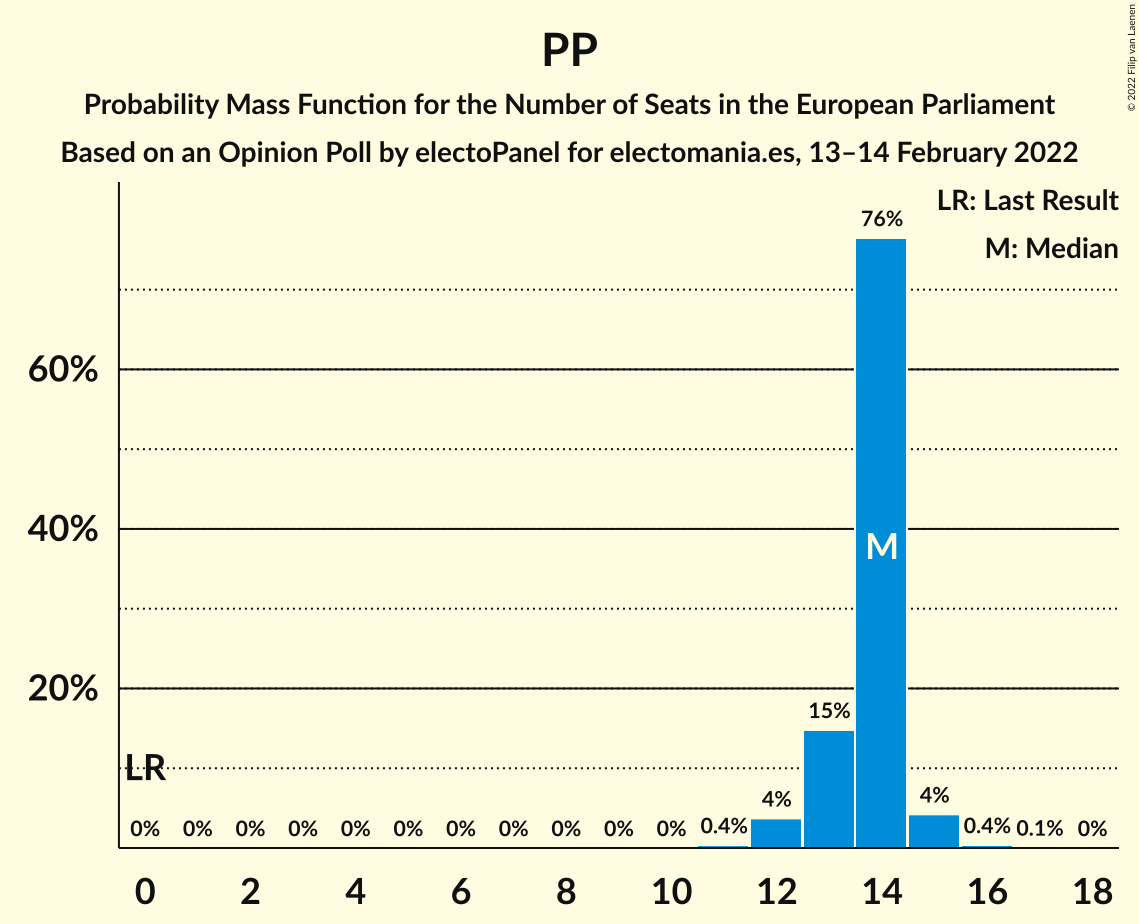 PP
Probability Mass Function for the Number of Seats in the European Parliament
Based on an Opinion Poll by electoPanel for electomania.es, 13–14 February 2022
© 2022 Filip van Laenen
LR: Last Result
M: Median
76%
60%
M
40%
20%
15%
LR
0% 0% 0% 0% 0% 0% 0% 0% 0% 0% 0% 0.4% 4% 4% 0.4% 0.1% 0%
0 2 4 6 8 10 12 14 16 18